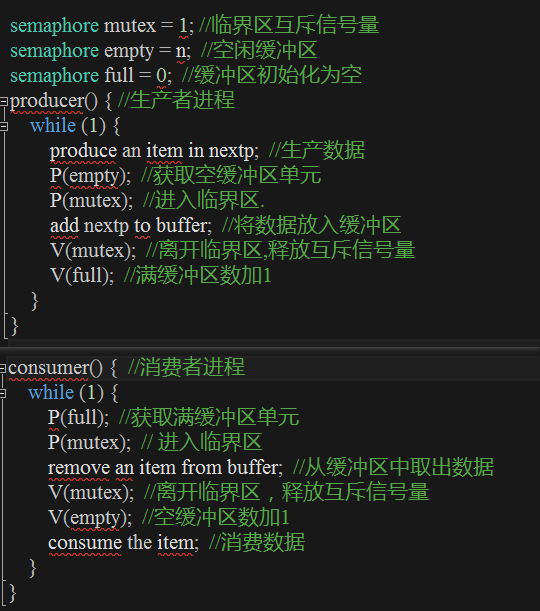 semaphore mutex = 1; //临界区互斥信号量
semaphore empty = n;  //空闲缓冲区
semaphore full = 0;  //缓冲区初始化为空
producer() { //生产者进程
while (1) {
produce an item in nextp;  //生产数据
P(empty);  //获取空缓冲区单元
P(mutex);  //进入临界区.
add nextp to buffer;  //将数据放入缓冲区
V(mutex);  //离开临界区,释放互斥信号量
V(full);  //满缓冲区数加1
}
}
consumer() {  //消费者进程
while (1) {
P(full);  //获取满缓冲区单元
P(mutex);  // 进入临界区
remove an item from buffer;  //从缓冲区中取出数据
V(mutex);  //离开临界区，释放互斥信号量
V(empty);  //空缓冲区数加1
consume the item;  //消费数据
}
}